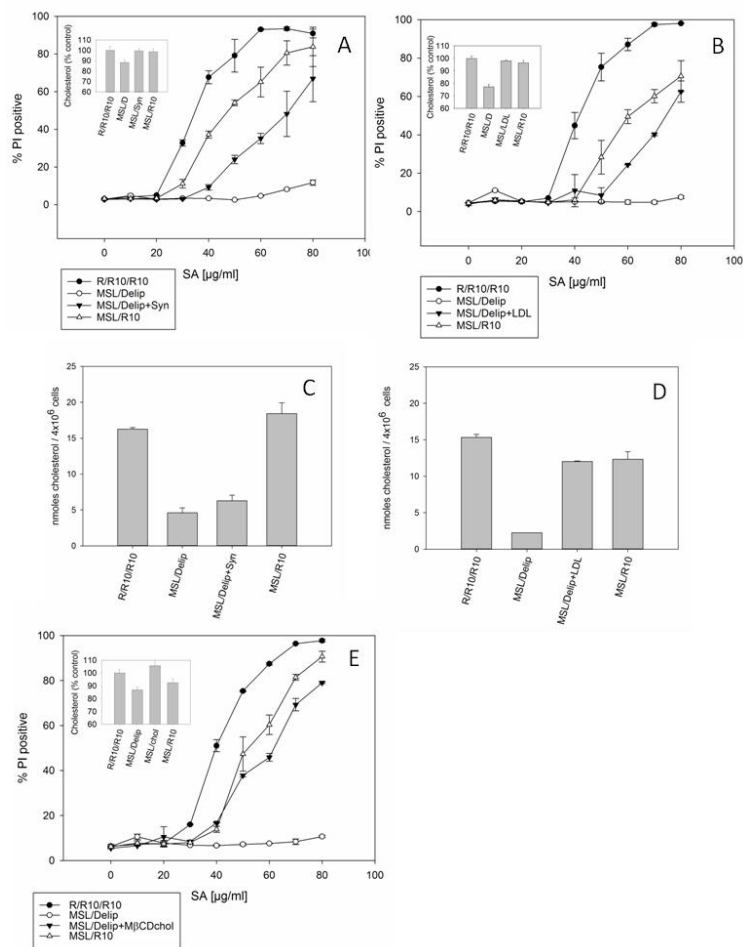 A
% PI positive
100
80
60
40
20
0
0 20 40 60 80 100
SA [µg/ml]
Cholesterol (% control)
110
100
90
80
70
60
R/R10/R10
MSL/D
MSL/Syn
MSL/R10
R/R10/R10
MSL/Delip
MSL/Delip+Syn
MSL/R10
B
% PI positive
100
80
60
40
20
0
0 20 40 60 80 100
SA [µg/ml]
Cholesterol (% control)
110
100
90
80
70
60
R/R10/R10
MSL/D
MSL/LDL
MSL/R10
R/R10/R10
MSL/Delip
MSL/Delip+LDL
MSL/R10
C
nmoles cholesterol / 4x10⁶ cells
25
20
15
10
5
0
R/R10/R10
MSL/Delip
MSL/Delip+Syn
MSL/R10
D
nmoles cholesterol / 4x10⁶ cells
25
20
15
10
5
0
R/R10/R10
MSL/Delip
MSL/Delip+LDL
MSL/R10
E
% PI positive
100
80
60
40
20
0
0 20 40 60 80 100
SA [µg/ml]
Cholesterol (% control)
110
100
90
80
70
60
R/R10/R10
MSL/Delip
MSL/chol
MSL/R10
R/R10/R10
MSL/Delip
MSL/Delip+MβCDchol
MSL/R10